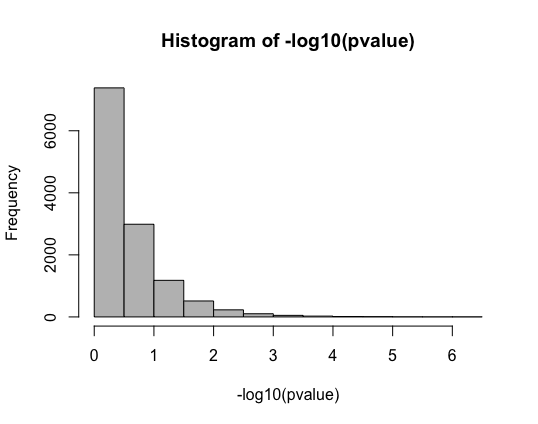 Histogram of -log10(pvalue)
Frequency
6000
4000
2000
0
0 1 2 3 4 5 6
-log10(pvalue)